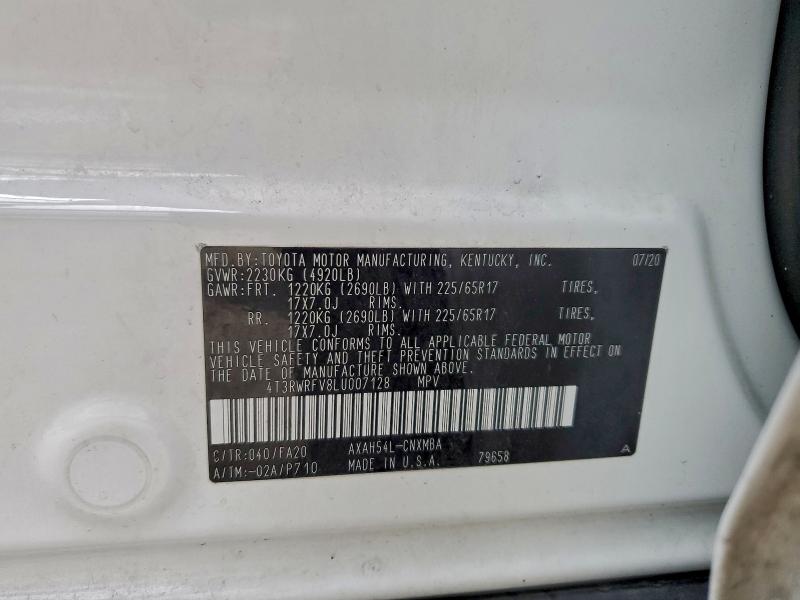 MFD.BY:TOYOTA MOTOR MANUFACTURING, KENTUCKY, INC. 07/20
GVWR:2230KG (4920LB)
GAWR:FRT. 1220KG (2690LB) WITH 225/65R17 TIRES,
17X7.0J RIMS.
RR. 1220KG (2690LB) WITH 225/65R17 TIRES,
17X7.0J RIMS.
THIS VEHICLE CONFORMS TO ALL APPLICABLE FEDERAL MOTOR
VEHICLE SAFETY AND THEFT PREVENTION STANDARDS IN EFFECT ON
THE DATE OF MANUFACTURE SHOWN ABOVE.
4T3RWRFV8LU007128 MPV
C/TR:040/FA20 AXAH54L-CNXMBA
A/TM:-02A/P710 MADE IN U.S.A. 79658 A